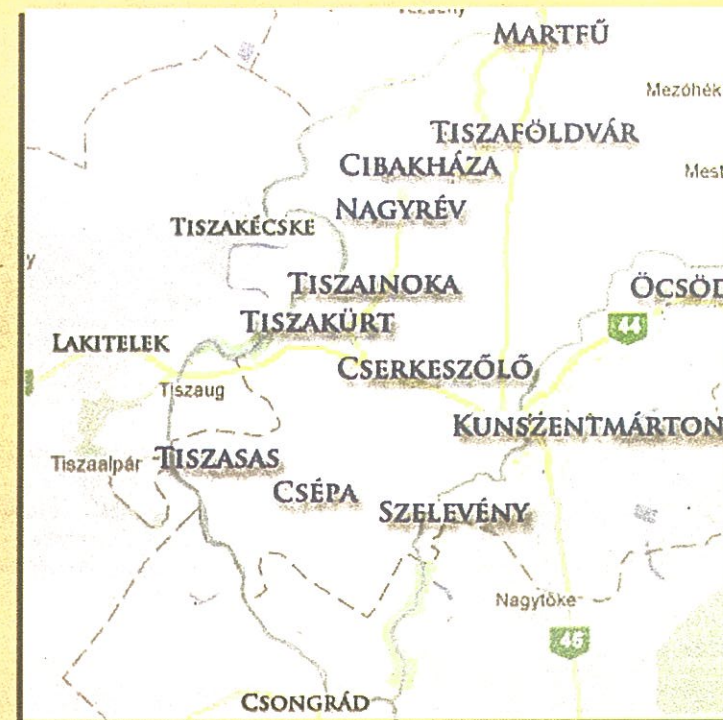 MARTFŰ
Mezőhék
TISZAFÖLDVÁR
CIBAKHÁZA
Mest
NAGYRÉV
TISZAKÉCSKE
y
TISZAINOKA
ÖCSÖD
TISZAKÜRT
44
LAKITELEK
CSERKESZŐLŐ
Tiszaug
KUNSZENTMÁRTON
Tiszaalpár
TISZASAS
CSÉPA
SZELEVÉNY
Nagytőke
45
CSONGRÁD